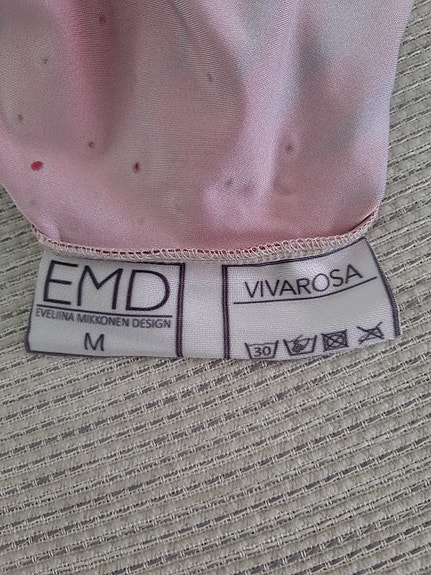 EMD
EVELIINA MIKKONEN DESIGN
M
VIVAROSA
30